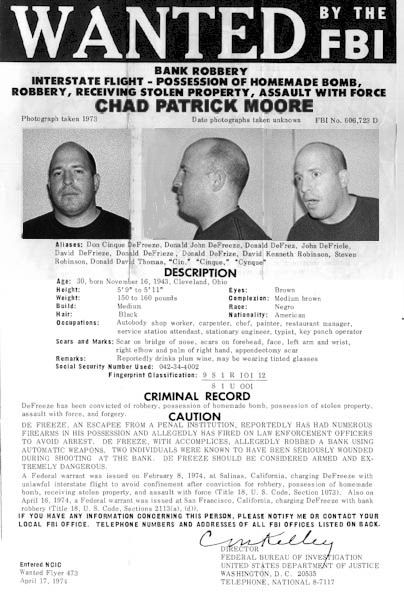 WANTED BY THE FBI
BANK ROBBERY
INTERSTATE FLIGHT - POSSESSION OF HOMEMADE BOMB,
ROBBERY, RECEIVING STOLEN PROPERTY, ASSAULT WITH FORCE
CHAD PATRICK MOORE
Photograph taken 1973 Date photographs taken unknown FBI No. 606,723 D
Aliases: Don Cinque DeFreeze, Donald John DeFreeze, Donald DeFrez, John DeFriele,
David DeFrieze, Donald DeFrieze, Donald DeFrize, David Kenneth Robinson, Steven
Robinson, Donald David Thomas, "Cin," "Cinque," "Cynque"
DESCRIPTION
Age: 30, born November 16, 1943, Cleveland, Ohio
Height: 5'9" to 5'11" Eyes: Brown
Weight: 150 to 160 pounds Complexion: Medium brown
Build: Medium Race: Negro
Hair: Black Nationality: American
Occupations: Autobody shop worker, carpenter, chef, painter, restaurant manager,
service station attendant, stationary engineer, typist, key punch operator
Scars and Marks: Scar on bridge of nose, scars on forehead, face, left arm and wrist,
right elbow and palm of right hand, appendectomy scar
Remarks: Reportedly drinks plum wine, may be wearing tinted glasses
Social Security Number Used: 042-34-4002
Fingerprint Classification: 9 S 1 R IOI 12
S 1 U OOI
CRIMINAL RECORD
DeFreeze has been convicted of robbery, possession of homemade bomb, possession of stolen property,
assault with force, and forgery.
CAUTION
DE FREEZE, AN ESCAPEE FROM A PENAL INSTITUTION, REPORTEDLY HAS HAD NUMEROUS
FIREARMS IN HIS POSSESSION AND ALLEGEDLY HAS FIRED ON LAW ENFORCEMENT OFFICERS
TO AVOID ARREST. DE FREEZE, WITH ACCOMPLICES, ALLEGEDLY ROBBED A BANK USING
AUTOMATIC WEAPONS. TWO INDIVIDUALS WERE KNOWN TO HAVE BEEN SERIOUSLY WOUNDED
DURING SHOOTING AT THE BANK. DE FREEZE SHOULD BE CONSIDERED ARMED AND EX-
TREMELY DANGEROUS.
A Federal warrant was issued on February 8, 1974, at Salinas, California, charging DeFreeze with
unlawful interstate flight to avoid confinement after conviction for robbery, possession of homemade
bomb, receiving stolen property, and assault with force (Title 18, U. S. Code, Section 1073). Also on
April 16, 1974, a Federal warrant was issued at San Francisco, California, charging DeFreeze with bank
robbery (Title 18, U. S. Code, Sections 2113(a), (d)).
IF YOU HAVE ANY INFORMATION CONCERNING THIS PERSON, PLEASE NOTIFY ME OR CONTACT YOUR
LOCAL FBI OFFICE. TELEPHONE NUMBERS AND ADDRESSES OF ALL FBI OFFICES LISTED ON BACK.
CM Kelley
DIRECTOR
FEDERAL BUREAU OF INVESTIGATION
UNITED STATES DEPARTMENT OF JUSTICE
WASHINGTON, D. C. 20535
TELEPHONE, NATIONAL 8-7117
Entered NCIC
Wanted Flyer 473
April 17, 1974